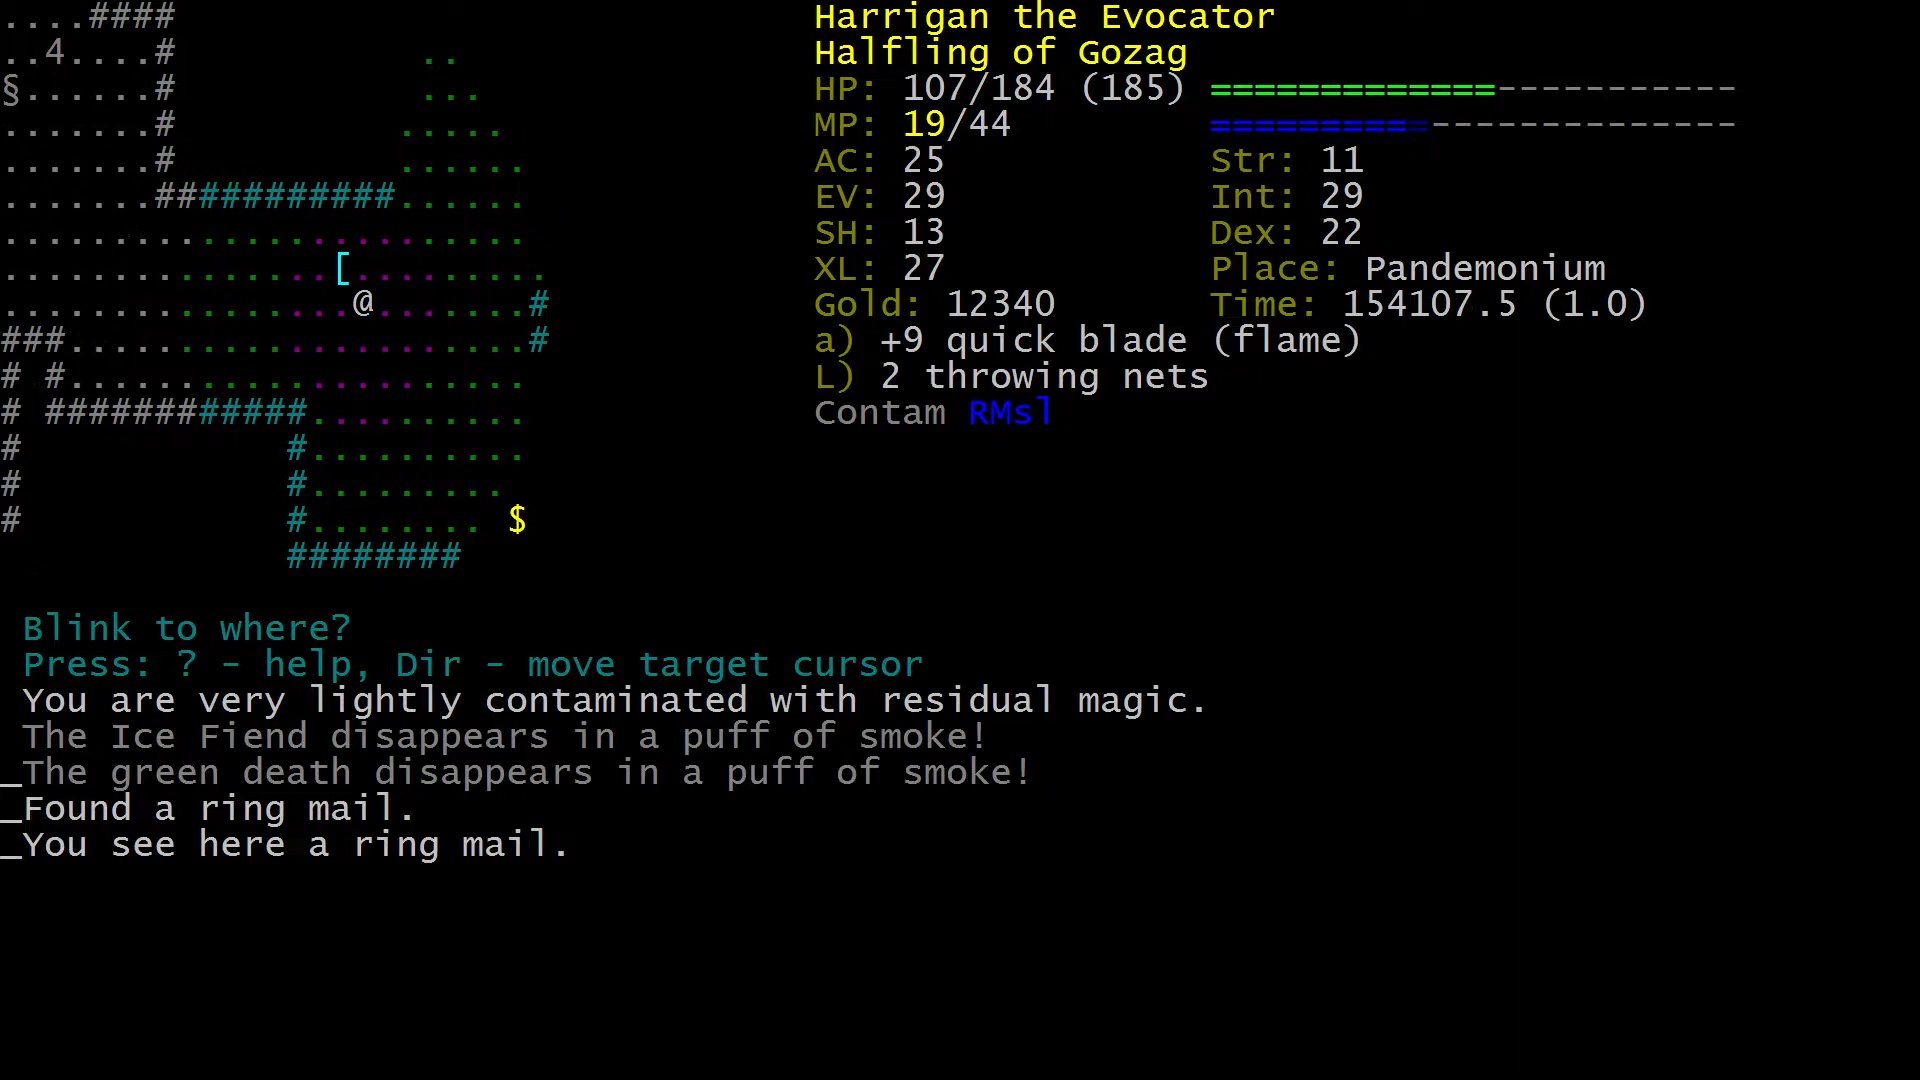 ....####
..4....#        ..
§......#        ...
.......#        .....
.......#        ......
.......###########......
........................
...............[.........
................@.......#
###.....................#
# #.....................
# ############..........
#            #..........
#            #.........
#            #........ $
             ########
Harrigan the Evocator
Halfling of Gozag
HP: 107/184 (185) =============-----------
MP: 19/44 ==========--------------
AC: 25 Str: 11
EV: 29 Int: 29
SH: 13 Dex: 22
XL: 27 Place: Pandemonium
Gold: 12340 Time: 154107.5 (1.0)
a) +9 quick blade (flame)
L) 2 throwing nets
Contam RMsl
Blink to where?
Press: ? - help, Dir - move target cursor
You are very lightly contaminated with residual magic.
The Ice Fiend disappears in a puff of smoke!
_The green death disappears in a puff of smoke!
_Found a ring mail.
_You see here a ring mail.